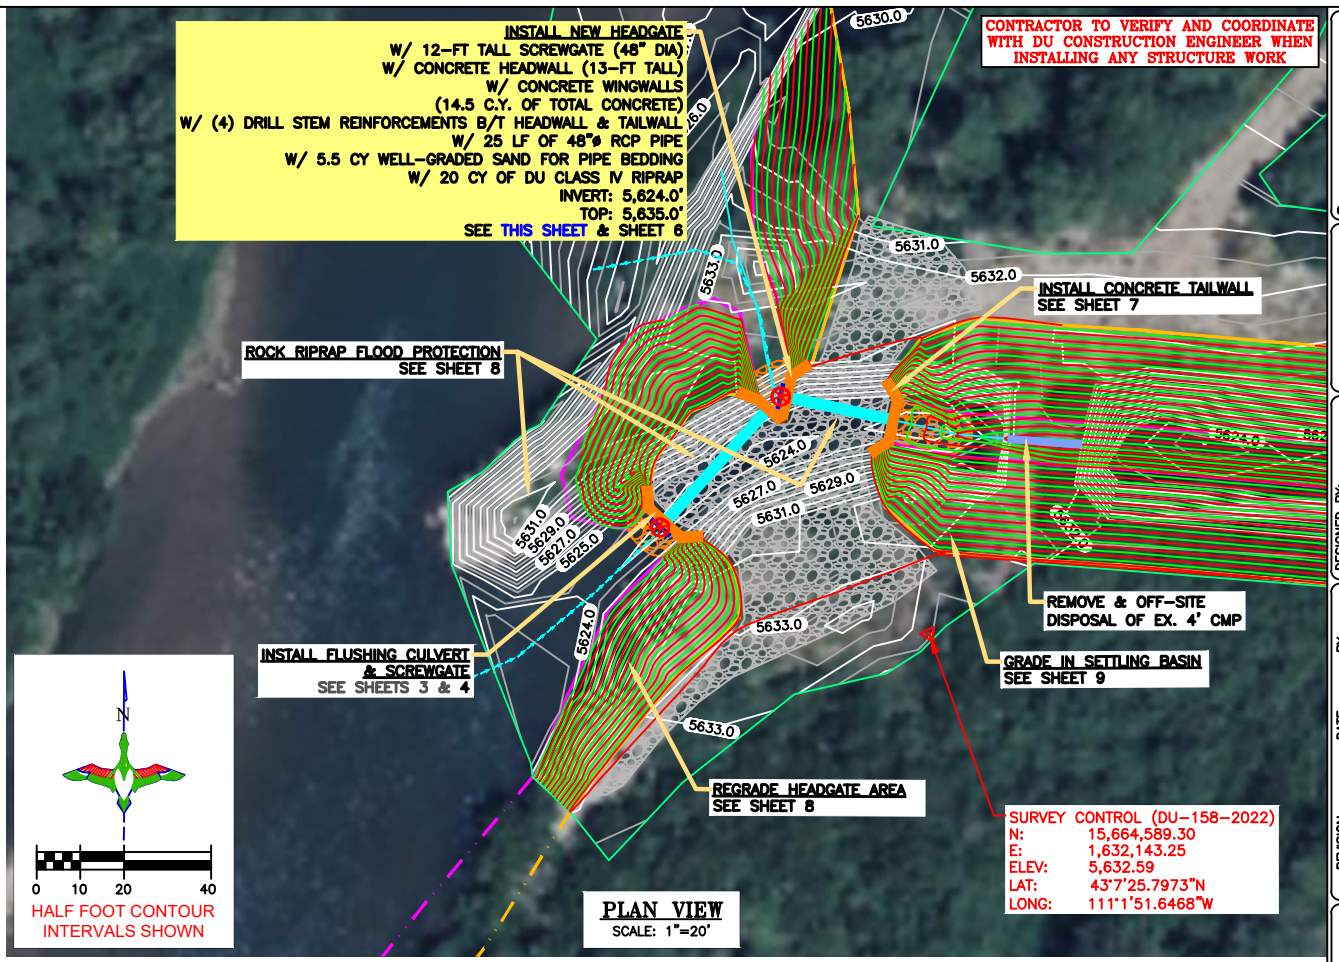 INSTALL NEW HEADGATE
W/ 12-FT TALL SCREWGATE (48" DIA)
W/ CONCRETE HEADWALL (13-FT TALL)
W/ CONCRETE WINGWALLS
(14.5 C.Y. OF TOTAL CONCRETE)
W/ (4) DRILL STEM REINFORCEMENTS B/T HEADWALL & TAILWALL
W/ 25 LF OF 48"ø RCP PIPE
W/ 5.5 CY WELL-GRADED SAND FOR PIPE BEDDING
W/ 20 CY OF DU CLASS IV RIPRAP
INVERT: 5,624.0'
TOP: 5,635.0'
SEE THIS SHEET & SHEET 6
5630.0
CONTRACTOR TO VERIFY AND COORDINATE
WITH DU CONSTRUCTION ENGINEER WHEN
INSTALLING ANY STRUCTURE WORK
26.0
5631.0
5632.0
5633.0
INSTALL CONCRETE TAILWALL
SEE SHEET 7
ROCK RIPRAP FLOOD PROTECTION
SEE SHEET 8
5624.0
5627.0
5629.0
5631.0
5624.0
5631.0
5629.0
5627.0
5625.0
5624.0
5633.0
5633.0
REMOVE & OFF-SITE
DISPOSAL OF EX. 4' CMP
INSTALL FLUSHING CULVERT
& SCREWGATE
SEE SHEETS 3 & 4
GRADE IN SETTLING BASIN
SEE SHEET 9
REGRADE HEADGATE AREA
SEE SHEET 8
N
0 10 20 40
HALF FOOT CONTOUR
INTERVALS SHOWN
PLAN VIEW
SCALE: 1"=20'
SURVEY CONTROL (DU-158-2022)
N: 15,664,589.30
E: 1,632,143.25
ELEV: 5,632.59
LAT: 43°7'25.7973"N
LONG: 111°1'51.6468"W